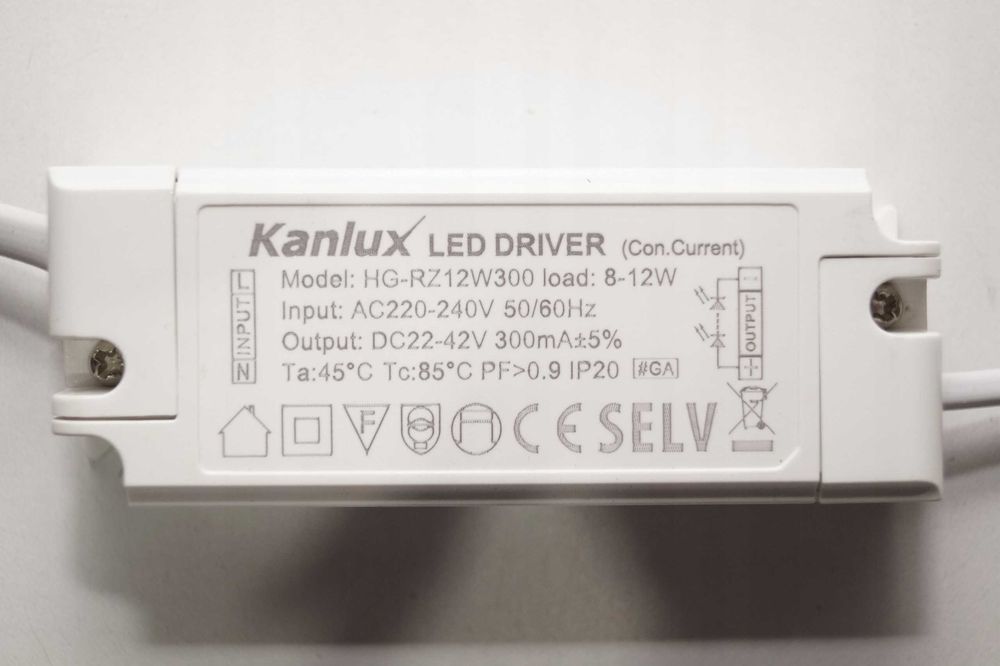 Kanlux LED DRIVER (Con.Current)
Model: HG-RZ12W300 load: 8-12W
Input: AC220-240V 50/60Hz
Output: DC22-42V 300mA±5%
Ta:45°C Tc:85°C PF>0.9 IP20 #GA
N INPUT L
- OUTPUT +
F CE SELV